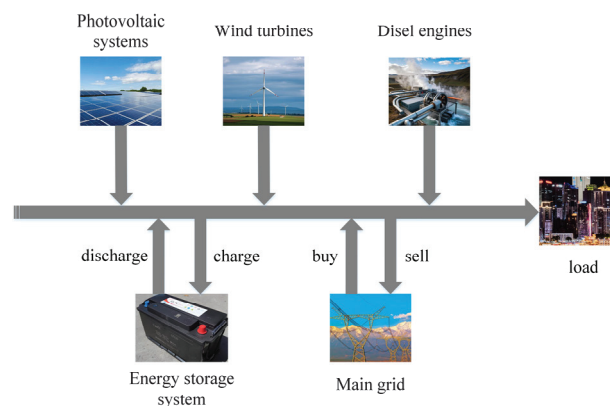 Photovoltaic
systems
Wind turbines
Disel engines
discharge
charge
buy
sell
load
Energy storage
system
Main grid